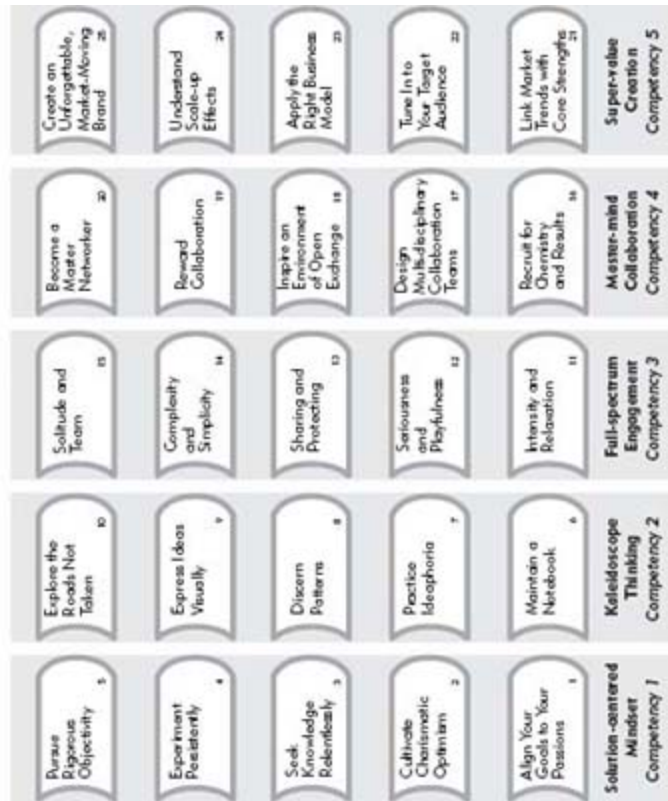 Solution-centered
Mindset
Competency 1
Align Your
Goals to Your
Passions
1
Cultivate
Charismatic
Optimism
2
Seek
Knowledge
Relentlessly
3
Experiment
Persistently
4
Pursue
Rigorous
Objectivity
5
Kaleidoscope
Thinking
Competency 2
Maintain a
Notebook
6
Practice
Ideaphoria
7
Discern
Patterns
8
Express Ideas
Visually
9
Explore the
Roads Not
Taken
10
Full-spectrum
Engagement
Competency 3
Intensity and
Relaxation
11
Seriousness
and
Playfulness
12
Sharing and
Protecting
13
Complexity
and
Simplicity
14
Solitude and
Team
15
Master-mind
Collaboration
Competency 4
Recruit for
Chemistry
and Results
16
Design
Multi-disciplinary
Collaboration
Teams
17
Inspire an
Environment
of Open
Exchange
18
Reward
Collaboration
19
Become a
Master
Networker
20
Super-value
Creation
Competency 5
Link Market
Trends with
Core Strengths
21
Tune In to
Your Target
Audience
22
Apply the
Right Business
Model
23
Understand
Scale-up
Effects
24
Create an
Unforgettable,
Market-Moving
Brand
25